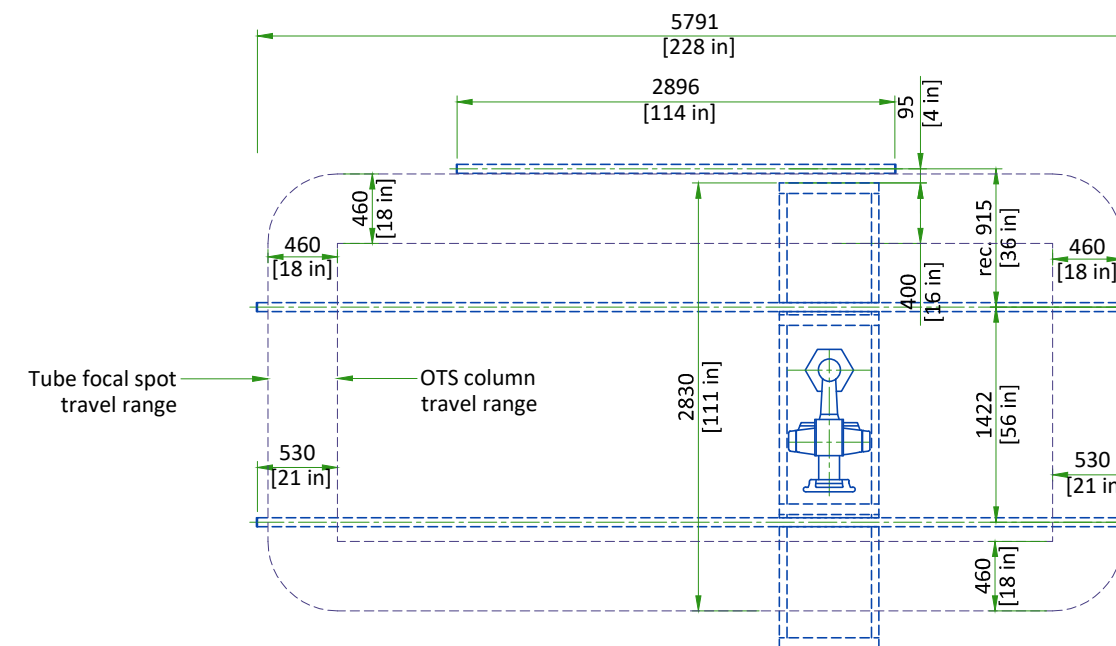 5791
[228 in]
2896
[114 in]
95
[4 in]
460
[18 in]
460
[18 in]
rec. 915
[36 in]
460
[18 in]
400
[16 in]
Tube focal spot
travel range
OTS column
travel range
2830
[111 in]
1422
[56 in]
530
[21 in]
530
[21 in
460
[18 in]